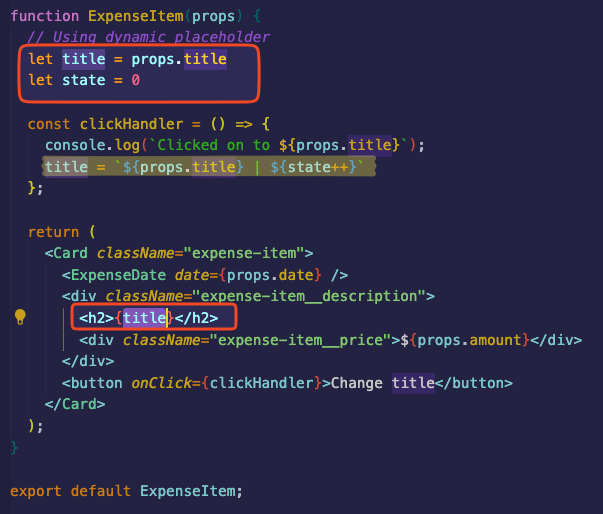 function ExpenseItem(props) {
// Using dynamic placeholder
let title = props.title
let state = 0
const clickHandler = () => {
console.log(`Clicked on to ${props.title}`);
title = `${props.title} | ${state++}`
};
return (
<Card className="expense-item">
<ExpenseDate date={props.date} />
<div className="expense-item__description">
<h2>{title}</h2>
<div className="expense-item__price">${props.amount}</div>
</div>
<button onClick={clickHandler}>Change title</button>
</Card>
);
}
export default ExpenseItem;